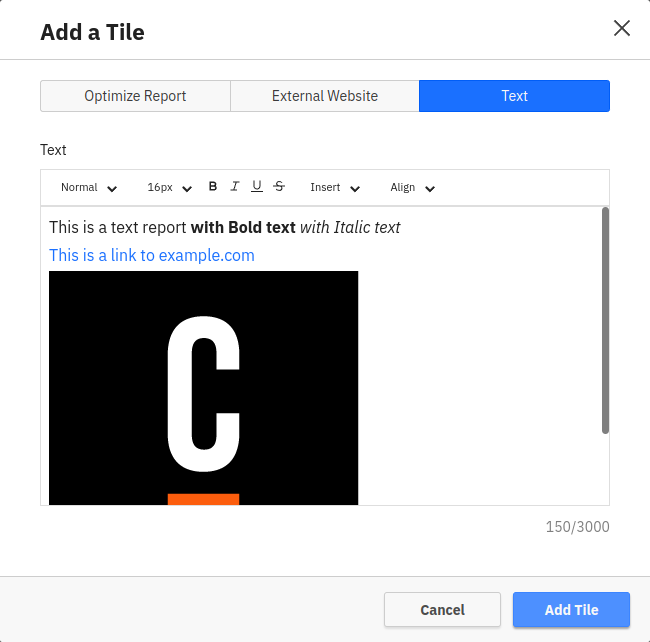 Add a Tile
Optimize Report External Website Text
Text
Normal 16px B I U S Insert Align
This is a text report with Bold text with Italic text
This is a link to example.com
C
150/3000
Cancel Add Tile